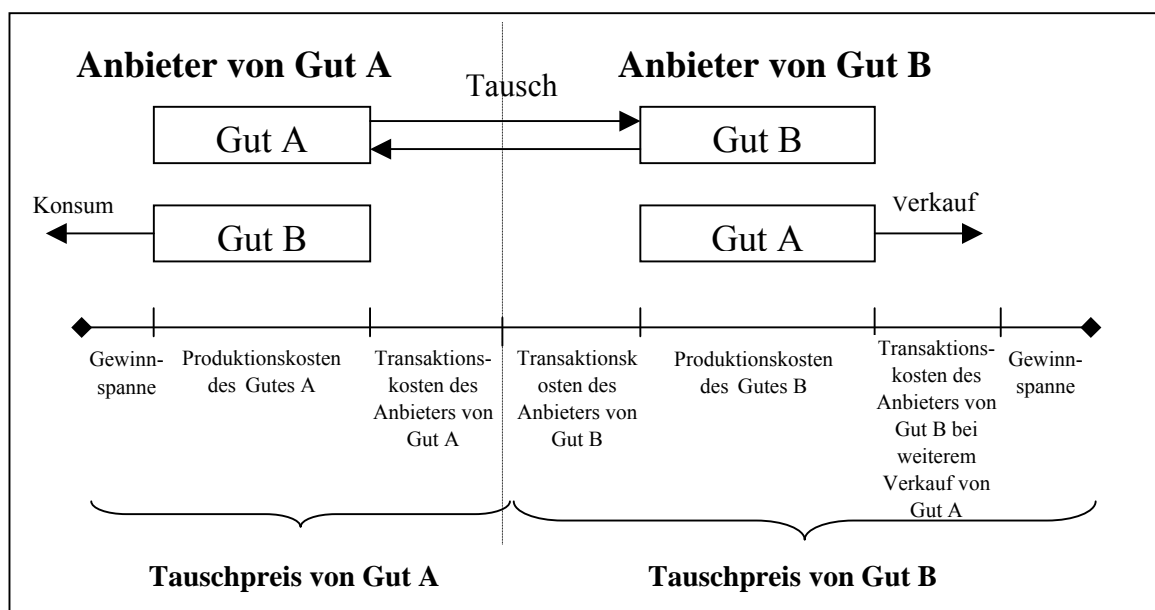 Anbieter von Gut A
Anbieter von Gut B
Tausch
Gut A
Gut B
Konsum
Gut B
Gut A
Verkauf
Gewinn-
spanne
Produktionskosten
des Gutes A
Transaktions-
kosten des
Anbieters von
Gut A
Transaktionsk
osten des
Anbieters von
Gut B
Produktionskosten
des Gutes B
Transaktions-
kosten des
Anbieters von
Gut B bei
weiterem
Verkauf von
Gut A
Gewinn-
spanne
Tauschpreis von Gut A
Tauschpreis von Gut B